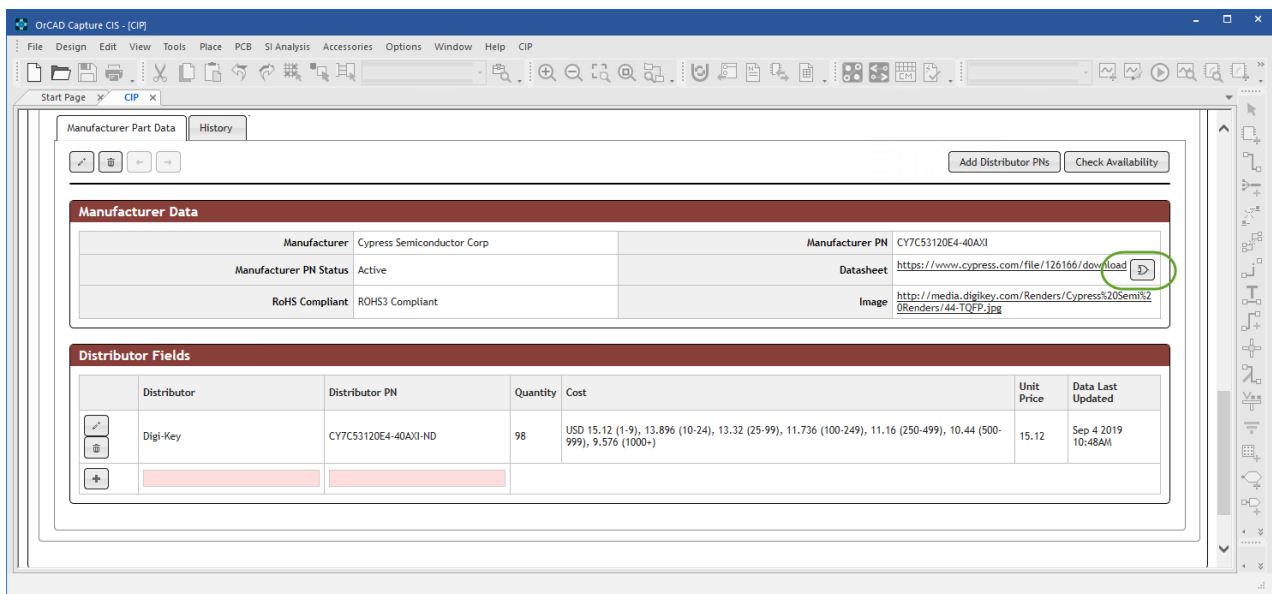 OrCAD Capture CIS - [CIP]
File Design Edit View Tools Place PCB SI Analysis Accessories Options Window Help CIP
Start Page CIP
Manufacturer Part Data History
Add Distributor PNs Check Availability
Manufacturer Data
Manufacturer Cypress Semiconductor Corp Manufacturer PN CY7C53120E4-40AXI
Manufacturer PN Status Active Datasheet https://www.cypress.com/file/126166/download
RoHS Compliant ROHS3 Compliant Image http://media.digikey.com/Renders/Cypress%20Semi%2
0Renders/44-TQFP.jpg
Distributor Fields
Distributor Distributor PN Quantity Cost Unit Price Data Last Updated
Digi-Key CY7C53120E4-40AXI-ND 98 USD 15.12 (1-9), 13.896 (10-24), 13.32 (25-99), 11.736 (100-249), 11.16 (250-499), 10.44 (500-
999), 9.576 (1000+) 15.12 Sep 4 2019 10:48AM